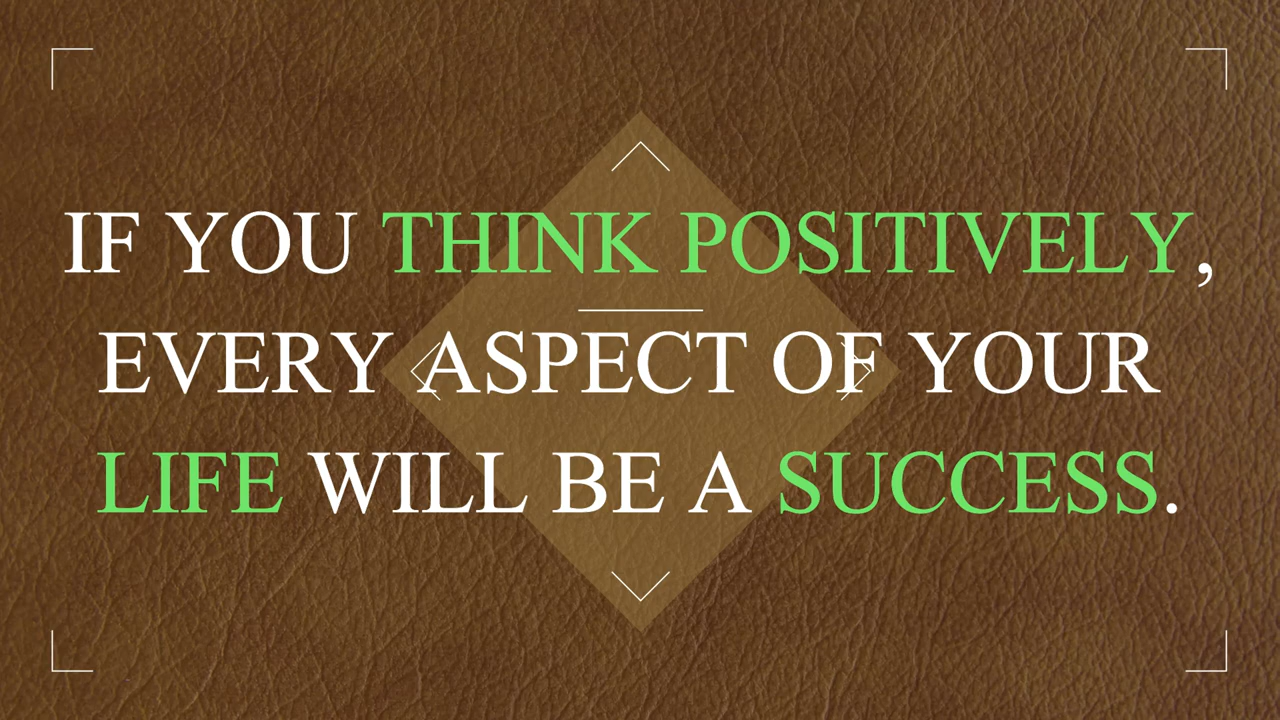 IF YOU THINK POSITIVELY,
EVERY ASPECT OF YOUR
LIFE WILL BE A SUCCESS.